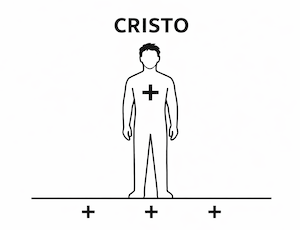 CRISTO
+
+ + +